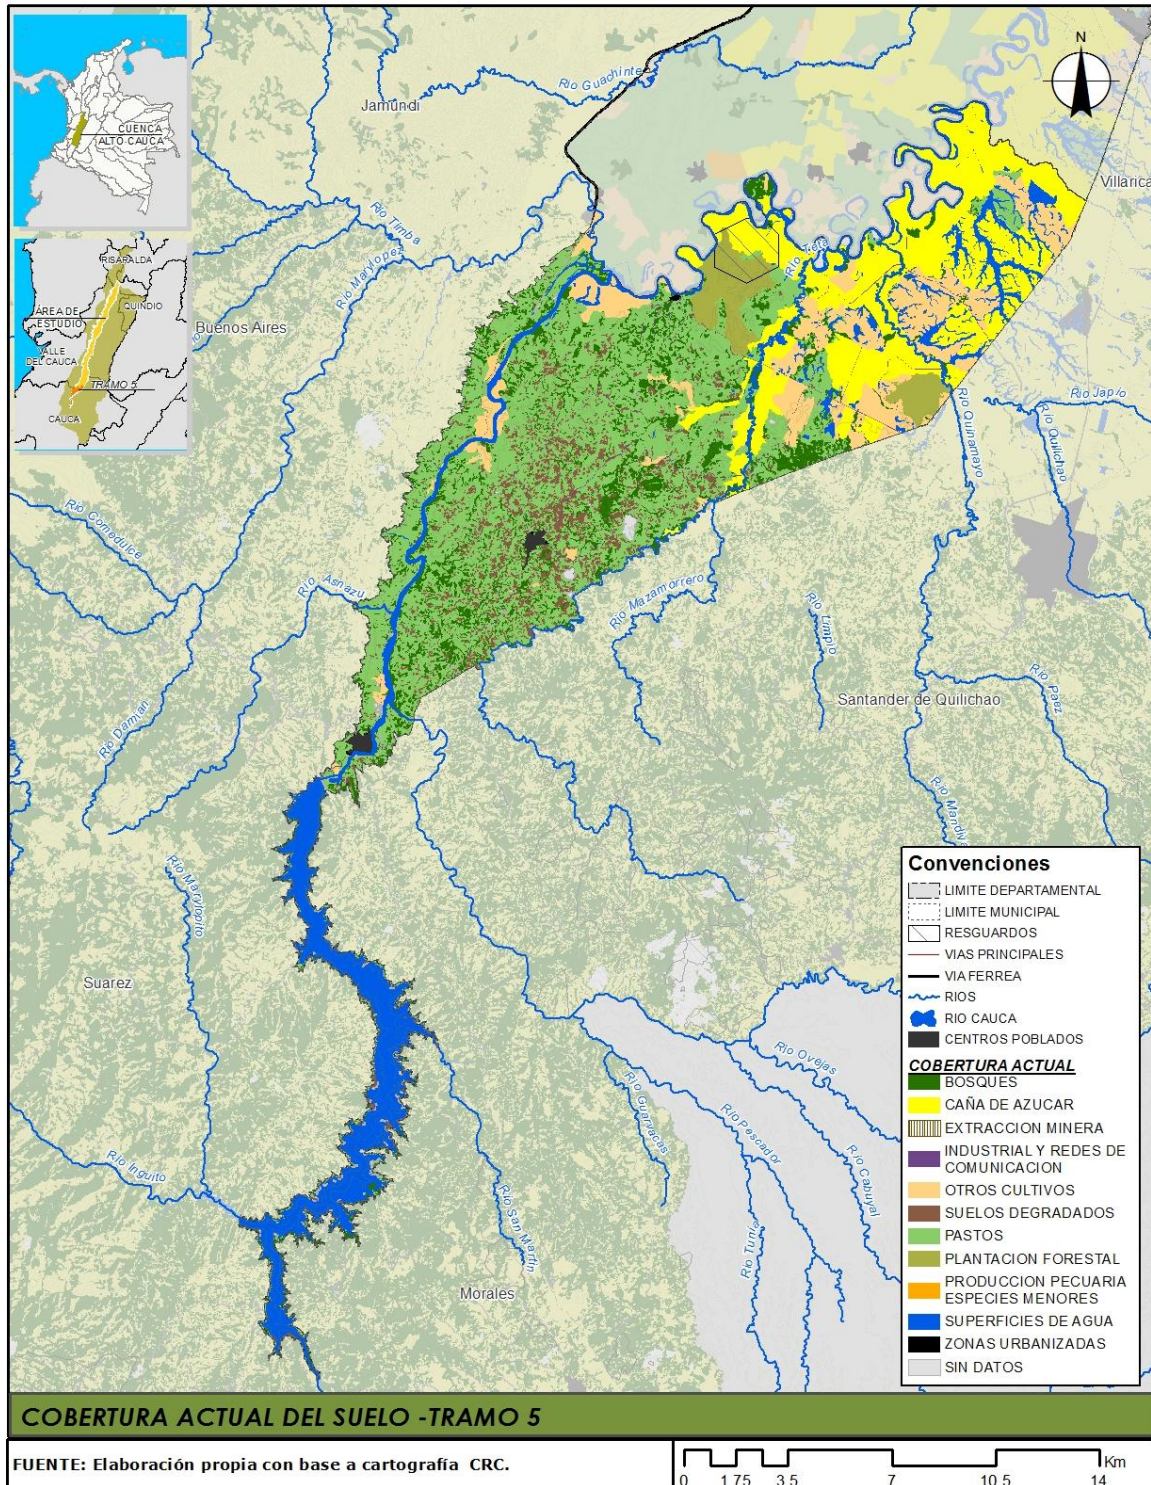 CUENCA
ALTO CAUCA
RISARALDA
QUINDIO
ÁREA DE
ESTUDIO
VALLE
DEL CAUCA
TRAMO 5
CAUCA
N
Río Guachinte
Jamundí
Villarica
Río Timba
Río Marylopez
Río Teta
Buenos Aires
Río Japio
Río Quinamayo
Río Quilichao
Río Comedulce
Río Asnazu
Río Mazamorrero
Río Limpio
Río Paez
Santander de Quilichao
Río Damian
Río Mandiva
Río Marylopito
Suarez
Río Ovejas
Río Guarvacas
Río Pescador
Río Cabuyal
Río Inguito
Río San Martín
Río Tunía
Morales
Convenciones
LIMITE DEPARTAMENTAL
LIMITE MUNICIPAL
RESGUARDOS
VIAS PRINCIPALES
VIA FERREA
RIOS
RIO CAUCA
CENTROS POBLADOS
COBERTURA ACTUAL
BOSQUES
CAÑA DE AZUCAR
EXTRACCION MINERA
INDUSTRIAL Y REDES DE
COMUNICACION
OTROS CULTIVOS
SUELOS DEGRADADOS
PASTOS
PLANTACION FORESTAL
PRODUCCION PECUARIA
ESPECIES MENORES
SUPERFICIES DE AGUA
ZONAS URBANIZADAS
SIN DATOS
COBERTURA ACTUAL DEL SUELO -TRAMO 5
FUENTE: Elaboración propia con base a cartografía CRC.
0 1.75 3.5 7 10.5 14 Km